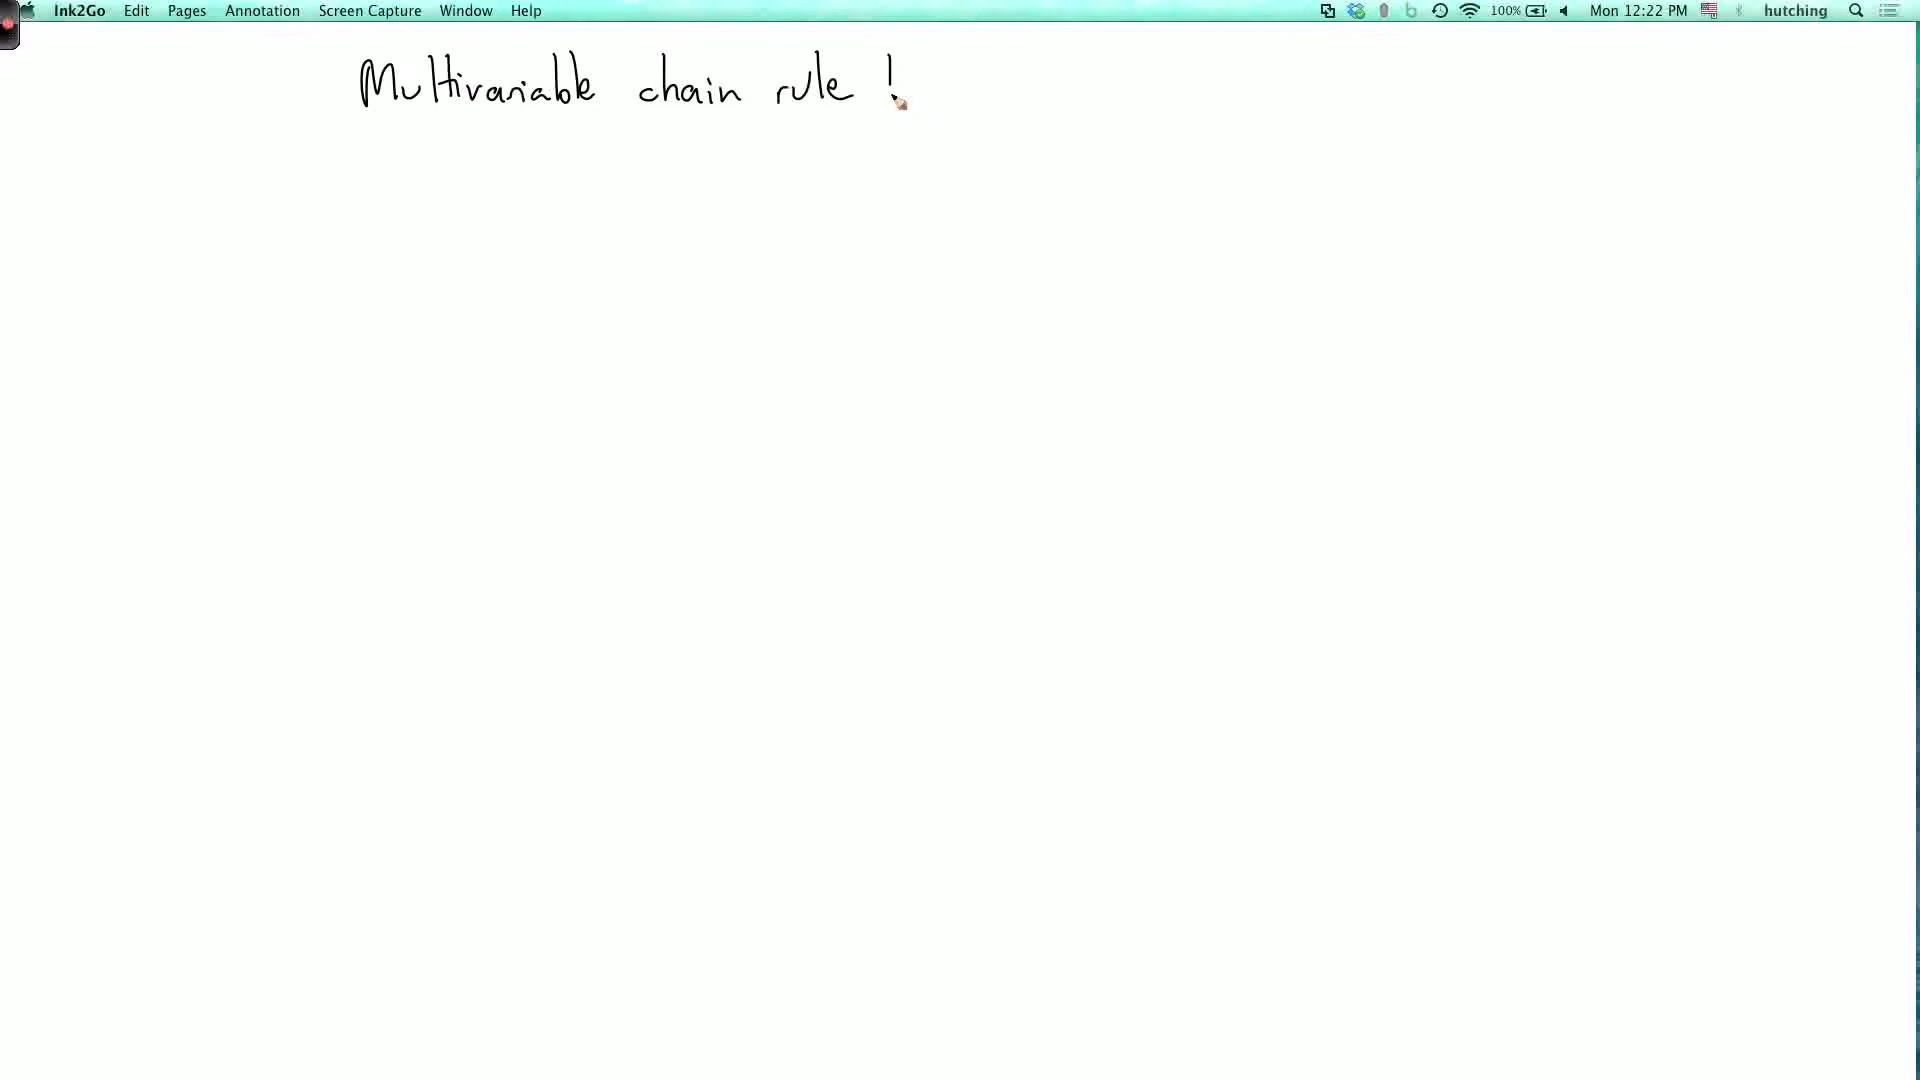 Ink2Go Edit Pages Annotation Screen Capture Window Help 100% Mon 12:22 PM hutching
Multivariable chain rule !